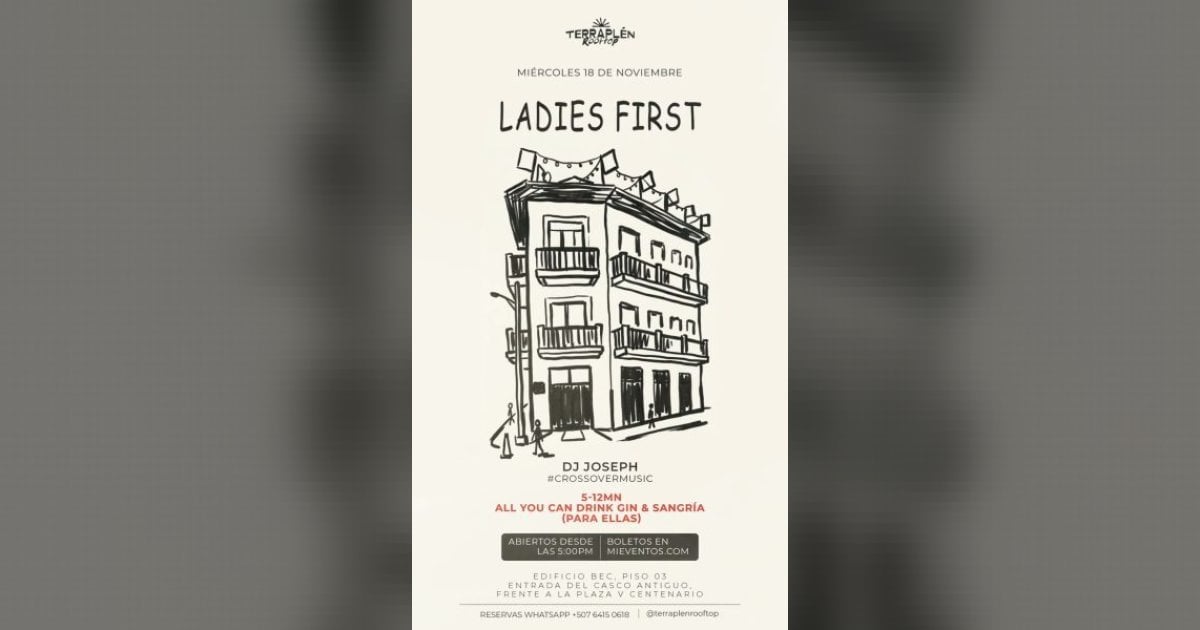 TERRAPLÉN
ROOFTOP
MIÉRCOLES 18 DE NOVIEMBRE
LADIES FIRST
DJ JOSEPH
#CROSSOVERMUSIC
5-12MN
ALL YOU CAN DRINK GIN & SANGRÍA
(PARA ELLAS)
ABIERTOS DESDE
LAS 5:00PM
BOLETOS EN
MIEVENTOS.COM
EDIFICIO BEC, PISO 03
ENTRADA DEL CASCO ANTIGUO,
FRENTE A LA PLAZA V CENTENARIO
RESERVAS WHATSAPP +507 6415 0618
@terraplenrooftop